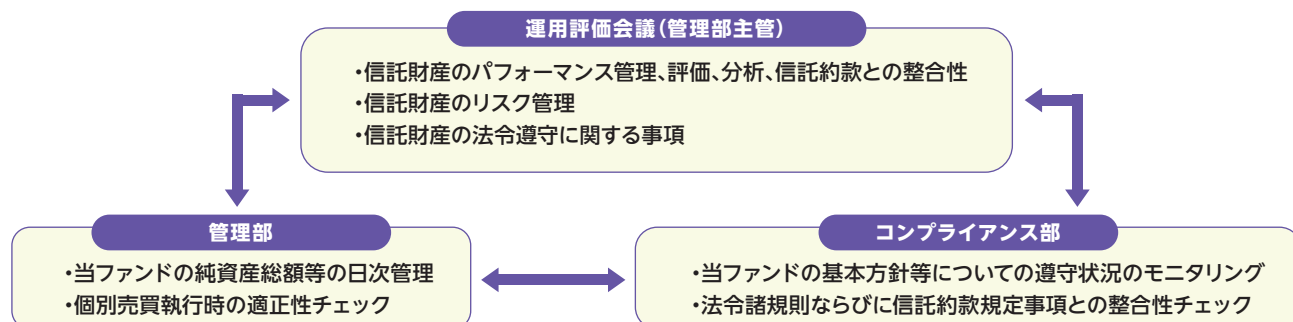 運用評価会議(管理部主管)
・信託財産のパフォーマンス管理、評価、分析、信託約款との整合性
・信託財産のリスク管理
・信託財産の法令遵守に関する事項
管理部
・当ファンドの純資産総額等の日次管理
・個別売買執行時の適正性チェック
コンプライアンス部
・当ファンドの基本方針等についての遵守状況のモニタリング
・法令諸規則ならびに信託約款規定事項との整合性チェック